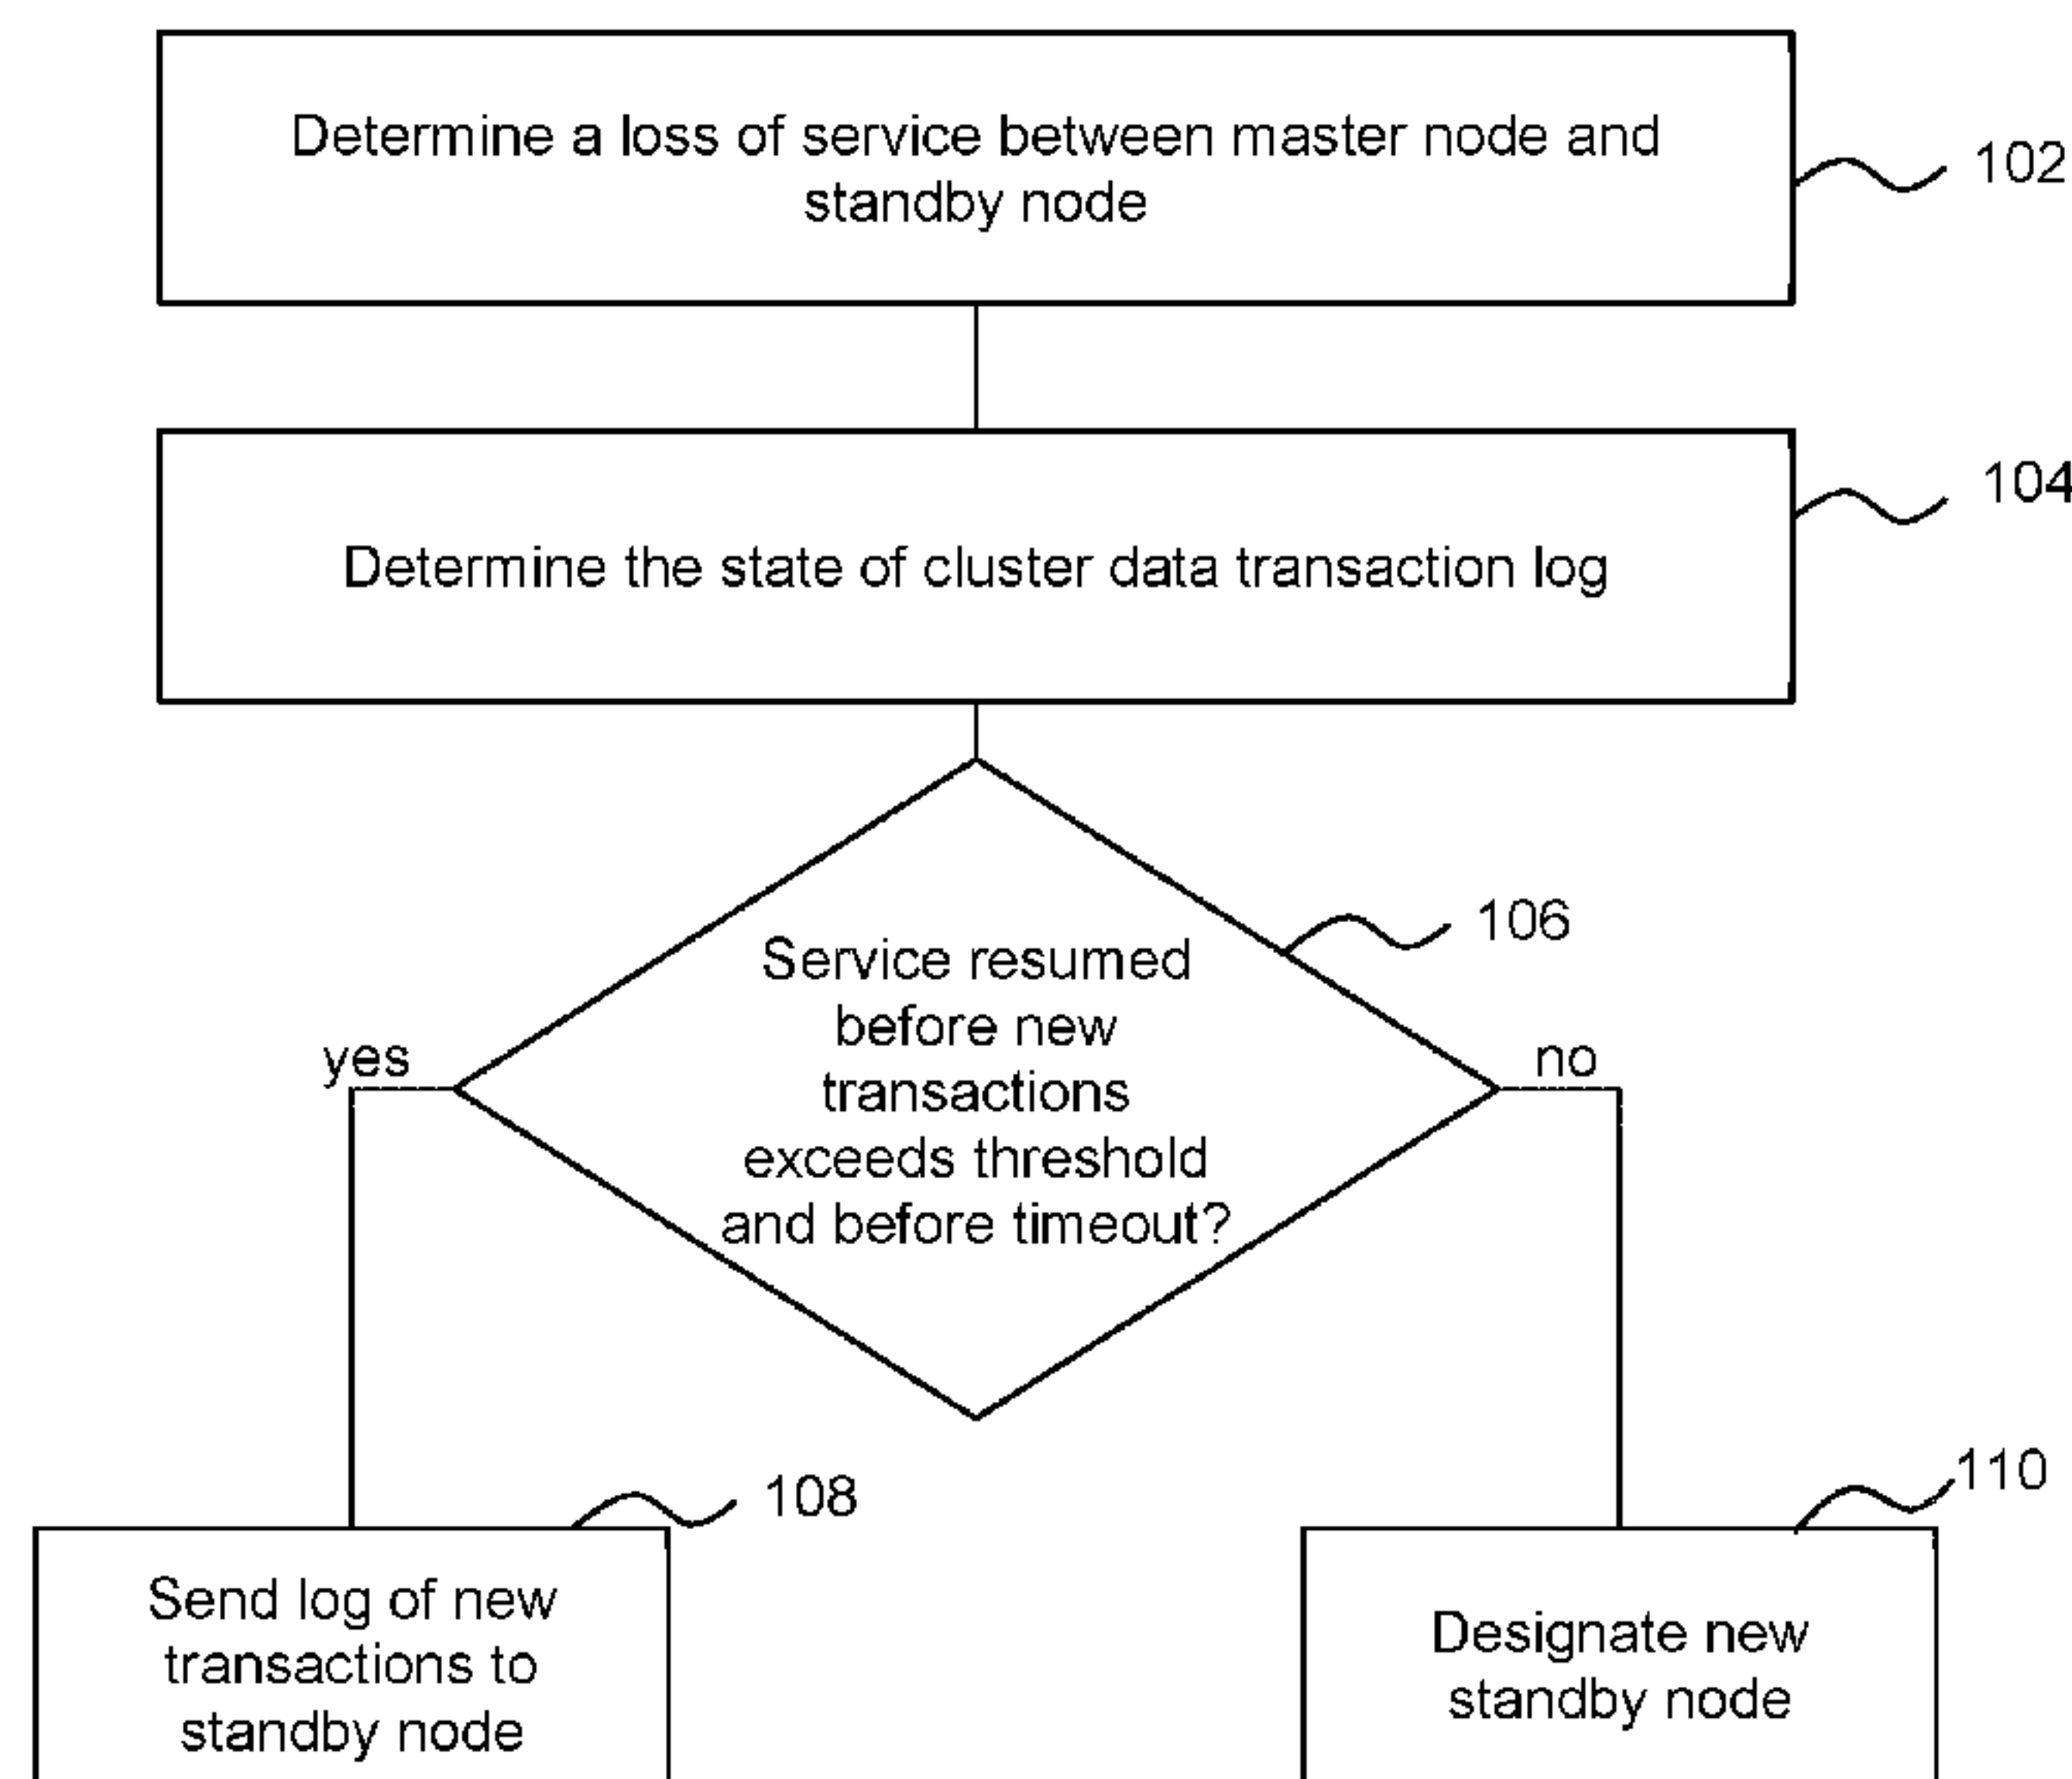 Determine a loss of service between master node and
standby node
102
104
Determine the state of cluster data transaction log
106
Service resumed
before new
transactions
exceeds threshold
and before timeout?
yes
no
108
110
Send log of new
transactions to
standby node
Designate new
standby node